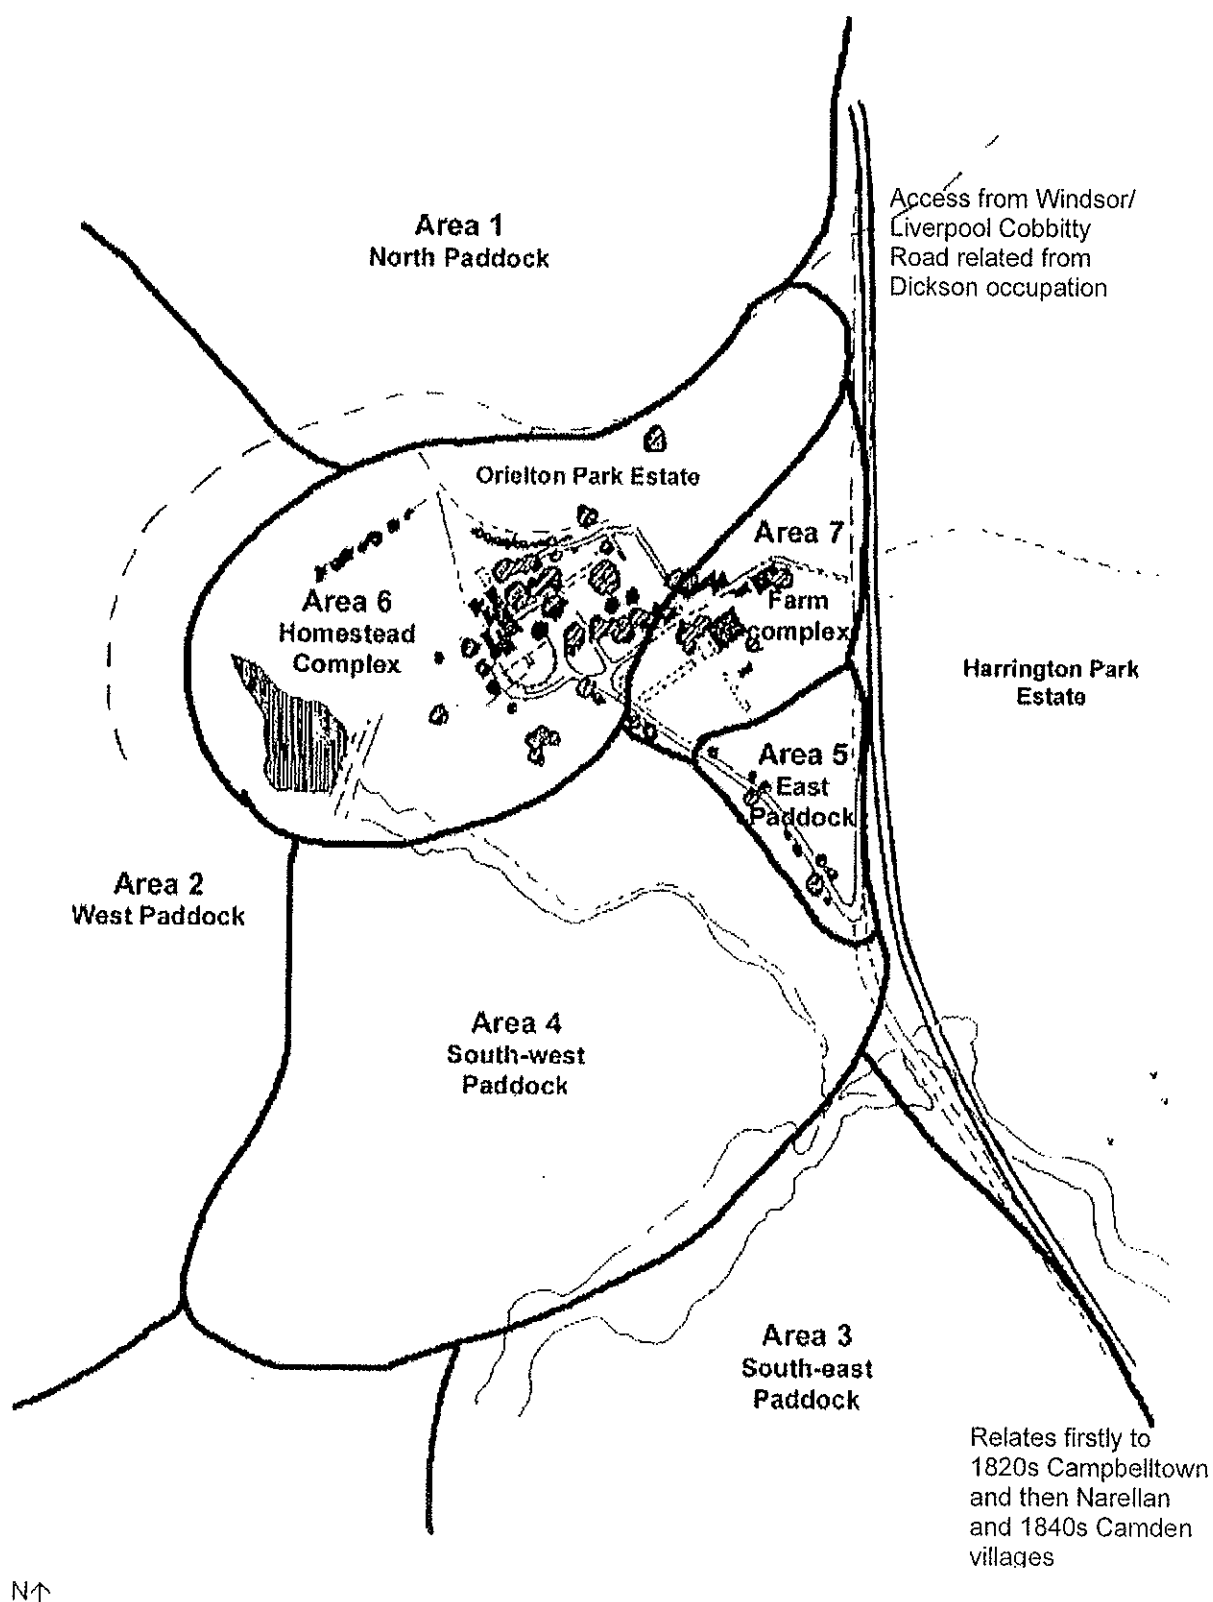 Access from Windsor/
Liverpool Cobbitty
Road related from
Dickson occupation
Area 1
North Paddock
Orielton Park Estate
Area 7
Farm
complex
Area 6
Homestead
Complex
Harrington Park
Estate
Area 5
East
Paddock
Area 2
West Paddock
Area 4
South-west
Paddock
Area 3
South-east
Paddock
Relates firstly to
1820s Campbelltown
and then Narellan
and 1840s Camden
villages
N↑